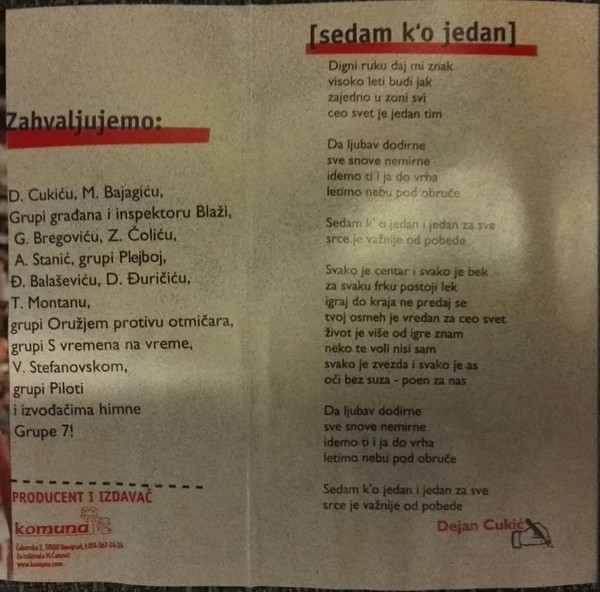 Zahvaljujemo:
D. Cukiću, M. Bajagiću,
Grupi građana i inspektoru Blaži,
G. Bregoviću, Z. Čoliću,
A. Stanić, grupi Plejboj,
Đ. Balaševiću, D. Đuričiću,
T. Montanu,
grupi Oružjem protivu otmičara,
grupi S vremena na vreme,
V. Stefanovskom,
grupi Piloti
i izvođačima himne
Grupe 7!
PRODUCENT I IZDAVAČ
komuna
www.komuna.com
[sedam k'o jedan]
Digni ruku daj mi znak
visoko leti budi jak
zajedno u zoni svi
ceo svet je jedan tim
Da ljubav dodirne
sve snove nemirne
idemo ti i ja do vrha
letimo nebu pod obruče
Sedam k'o jedan i jedan za sve
srce je važnije od pobede
Svako je centar i svako je bek
za svaku frku postoji lek
igraj do kraja ne predaj se
tvoj osmeh je vredan za ceo svet
život je više od igre znam
neko te voli nisi sam
svako je zvezda i svako je as
oči bez suza - poen za nas
Da ljubav dodirne
sve snove nemirne
idemo ti i ja do vrha
letimo nebu pod obruče
Sedam k'o jedan i jedan za sve
srce je važnije od pobede
Dejan Cukić